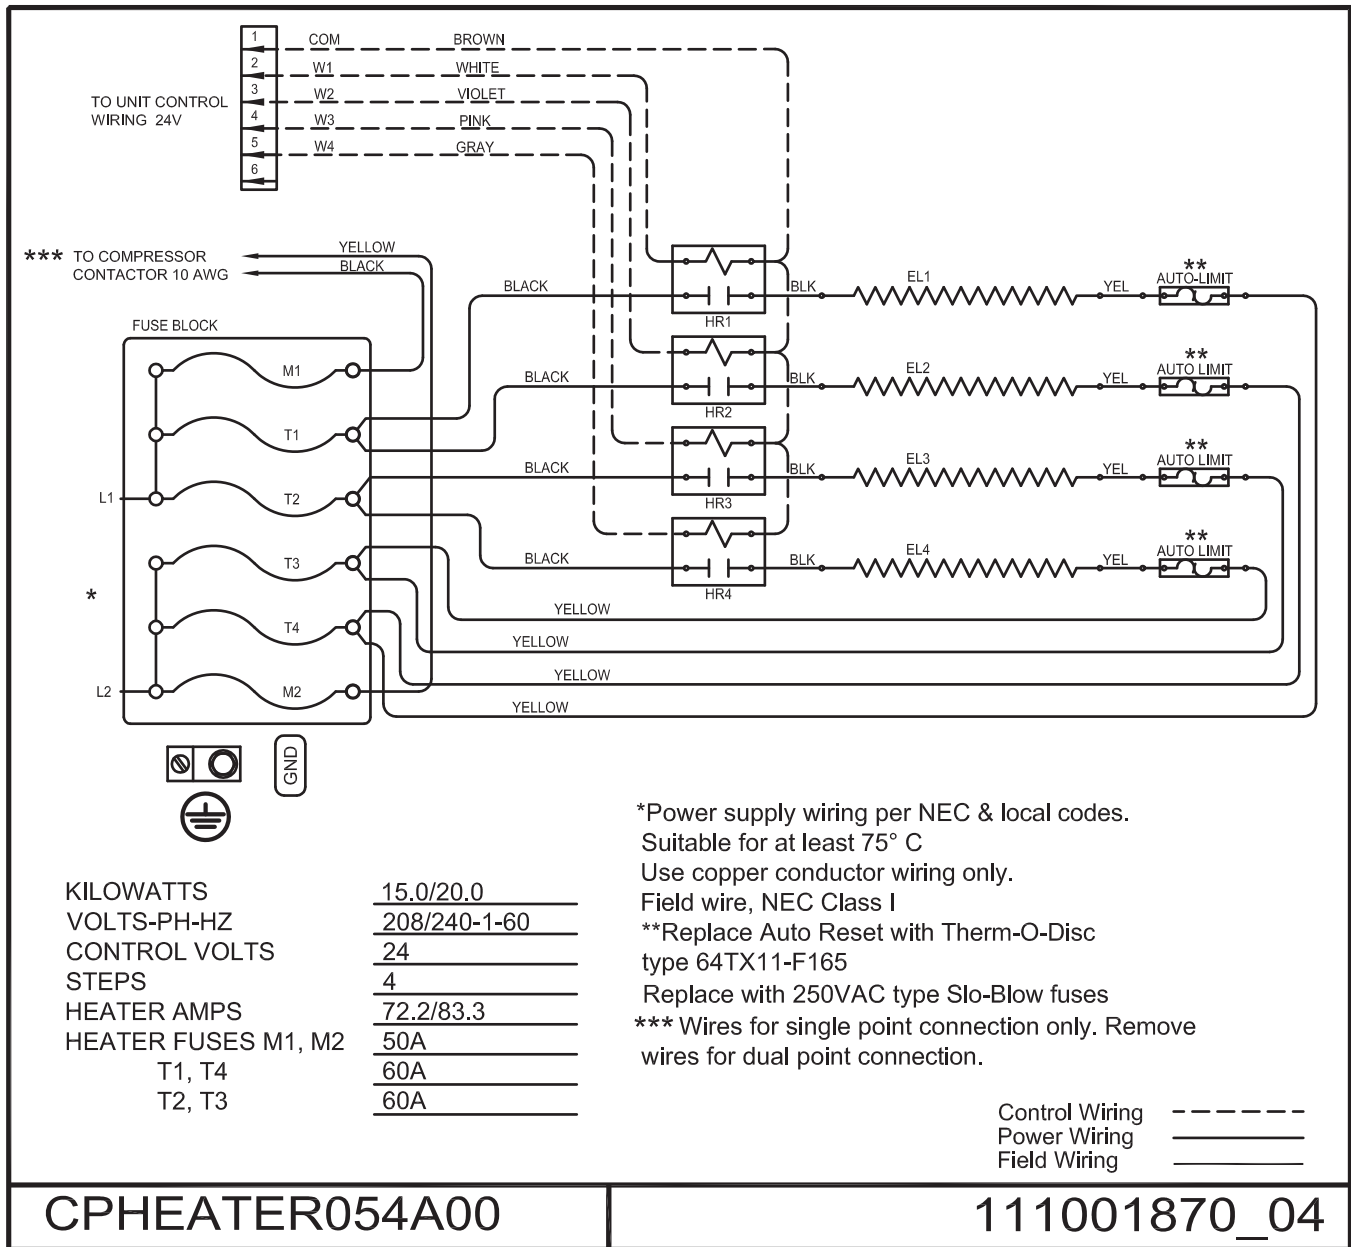 1 COM BROWN
2 W1 WHITE
3 W2 VIOLET
4 W3 PINK
5 W4 GRAY
6
TO UNIT CONTROL
WIRING 24V
*** TO COMPRESSOR
CONTACTOR 10 AWG
YELLOW
BLACK
FUSE BLOCK
M1
T1
L1 T2
T3
*
T4
L2 M2
BLACK HR1 BLK EL1 YEL ** AUTO-LIMIT
BLACK HR2 BLK EL2 YEL ** AUTO LIMIT
BLACK HR3 BLK EL3 YEL ** AUTO LIMIT
BLACK HR4 BLK EL4 YEL ** AUTO LIMIT
YELLOW
YELLOW
YELLOW
YELLOW
GND
KILOWATTS 15.0/20.0
VOLTS-PH-HZ 208/240-1-60
CONTROL VOLTS 24
STEPS 4
HEATER AMPS 72.2/83.3
HEATER FUSES M1, M2 50A
T1, T4 60A
T2, T3 60A
*Power supply wiring per NEC & local codes.
Suitable for at least 75° C
Use copper conductor wiring only.
Field wire, NEC Class I
**Replace Auto Reset with Therm-O-Disc
type 64TX11-F165
Replace with 250VAC type Slo-Blow fuses
*** Wires for single point connection only. Remove
wires for dual point connection.
Control Wiring
Power Wiring
Field Wiring
CPHEATER054A00
111001870_04